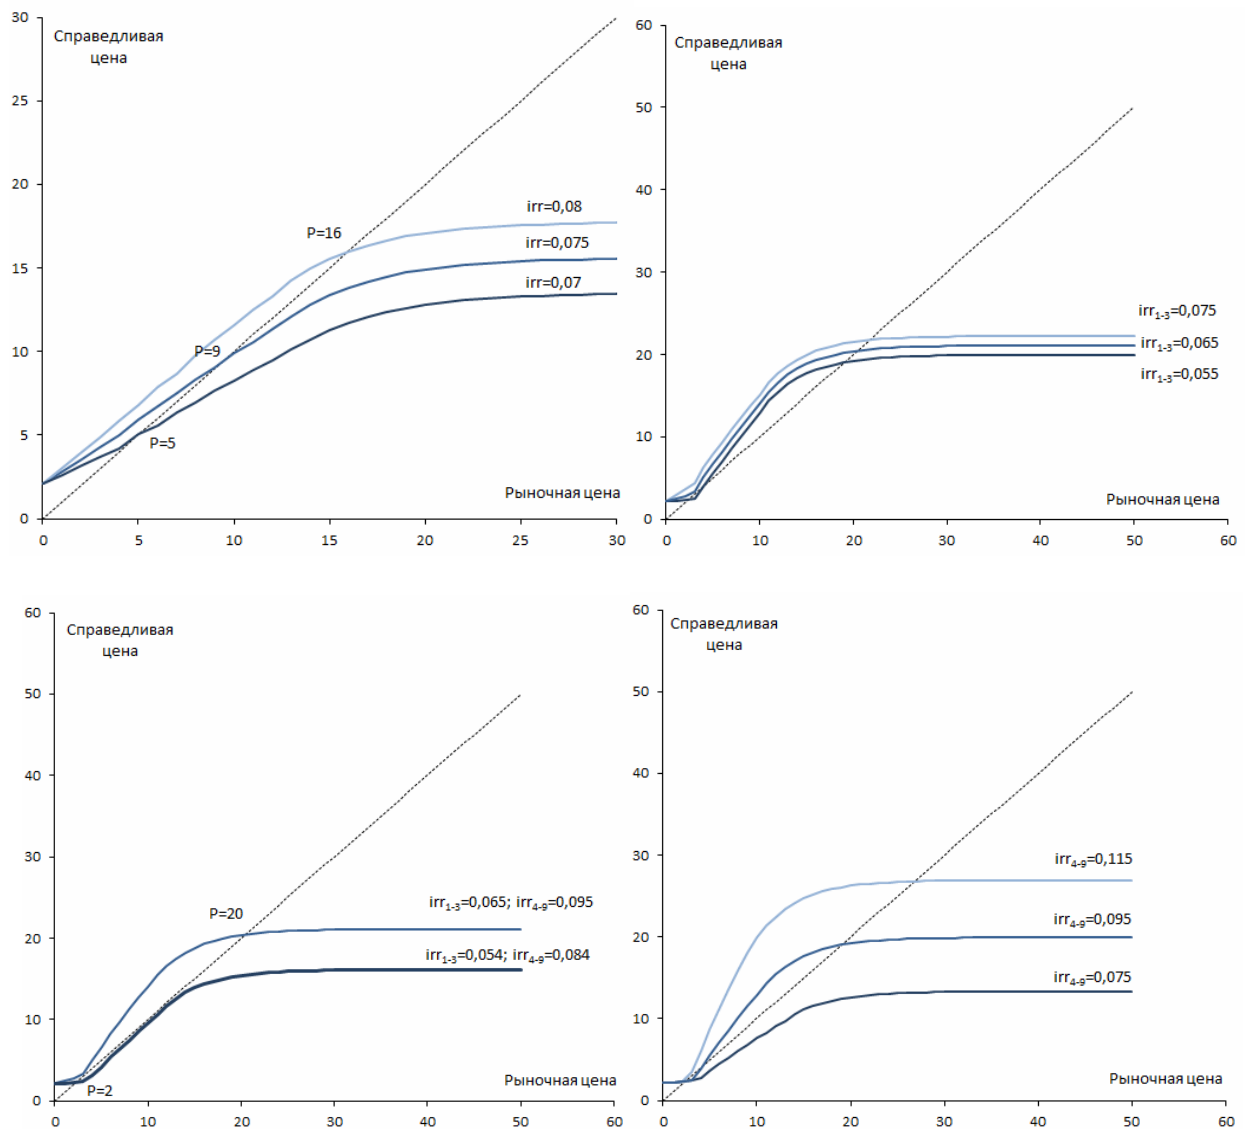 30
Справедливая
цена
25
20
irr=0,08
P=16
irr=0,075
15
irr=0,07
P=9
10
P=5
5
Рыночная цена
0
0 5 10 15 20 25 30
60
Справедливая
цена
50
40
30
irr1-3=0,075
irr1-3=0,065
20
irr1-3=0,055
10
Рыночная цена
0
0 10 20 30 40 50 60
60
Справедливая
цена
50
40
30
irr1-3=0,065; irr4-9=0,095
P=20
20
irr1-3=0,054; irr4-9=0,084
10
Рыночная цена
P=2
0
0 10 20 30 40 50 60
60
Справедливая
цена
50
40
30
irr4-9=0,115
irr4-9=0,095
20
irr4-9=0,075
10
Рыночная цена
0
0 10 20 30 40 50 60